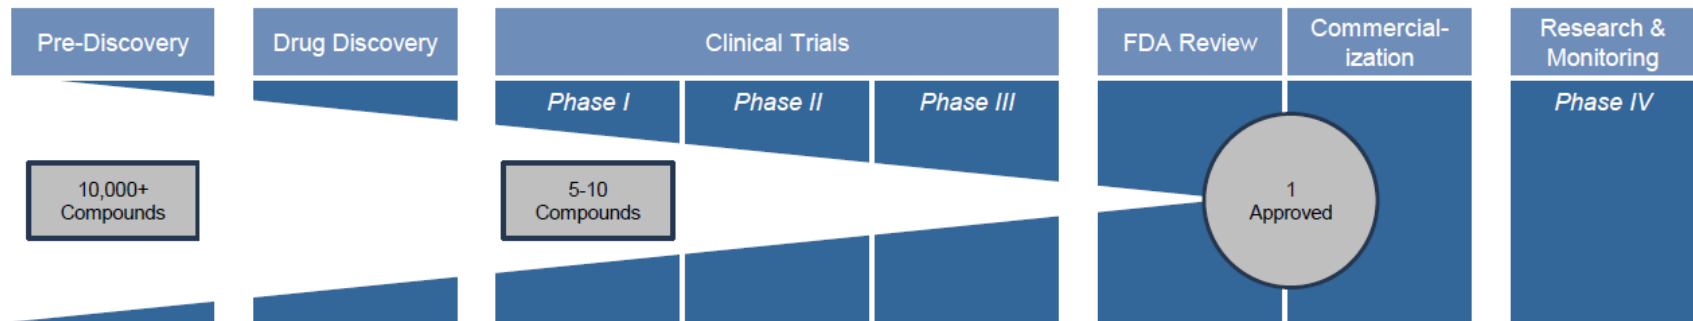 Pre-Discovery
Drug Discovery
Clinical Trials
FDA Review
Commercial-
ization
Research &
Monitoring
Phase I
Phase II
Phase III
Phase IV
10,000+
Compounds
5-10
Compounds
1
Approved